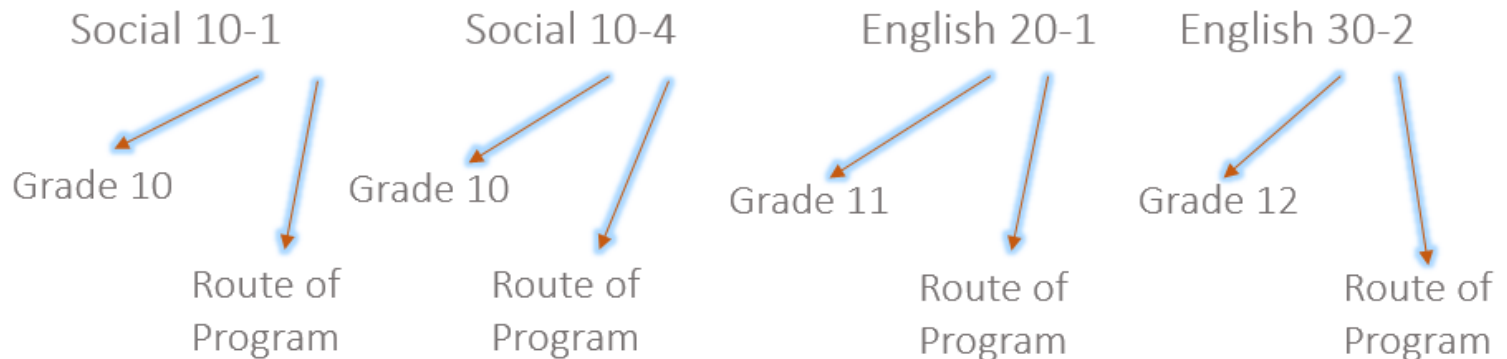 Social 10-1
Social 10-4
English 20-1
English 30-2
Grade 10
Grade 10
Grade 11
Grade 12
Route of
Program
Route of
Program
Route of
Program
Route of
Program